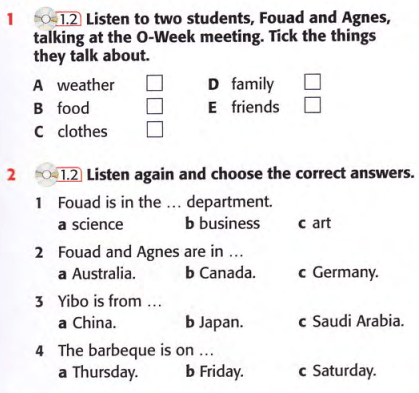 1 1.2 Listen to two students, Fouad and Agnes,
talking at the O-Week meeting. Tick the things
they talk about.
A weather D family
B food E friends
C clothes
2 1.2 Listen again and choose the correct answers.
1 Fouad is in the ... department.
a science b business c art
2 Fouad and Agnes are in ...
a Australia. b Canada. c Germany.
3 Yibo is from ...
a China. b Japan. c Saudi Arabia.
4 The barbeque is on ...
a Thursday. b Friday. c Saturday.